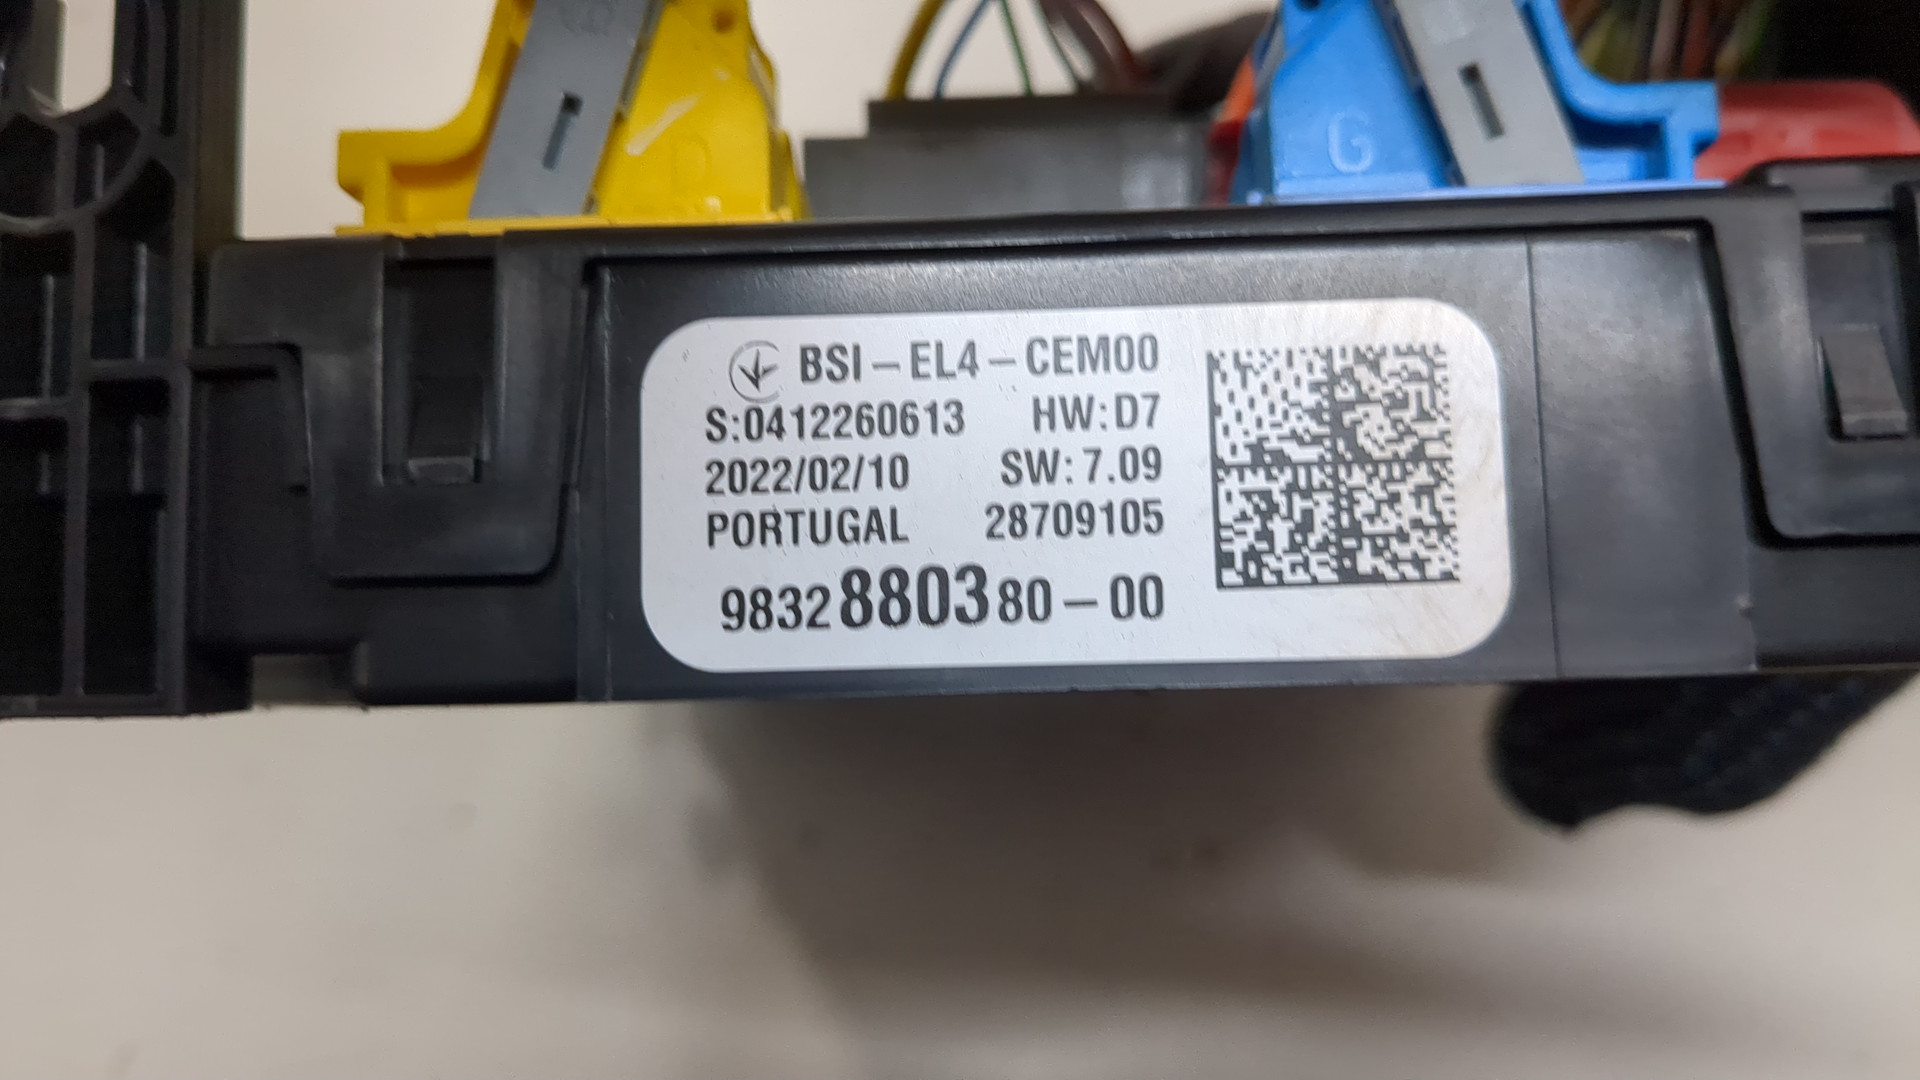 D
G
BSI-EL4-CEM00
S:0412260613 HW:D7
2022/02/10 SW:7.09
PORTUGAL 28709105
9832880380-00